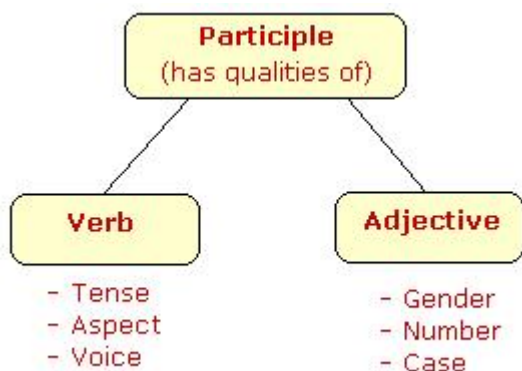 Participle
(has qualities of)
Verb
- Tense
- Aspect
- Voice
Adjective
- Gender
- Number
- Case